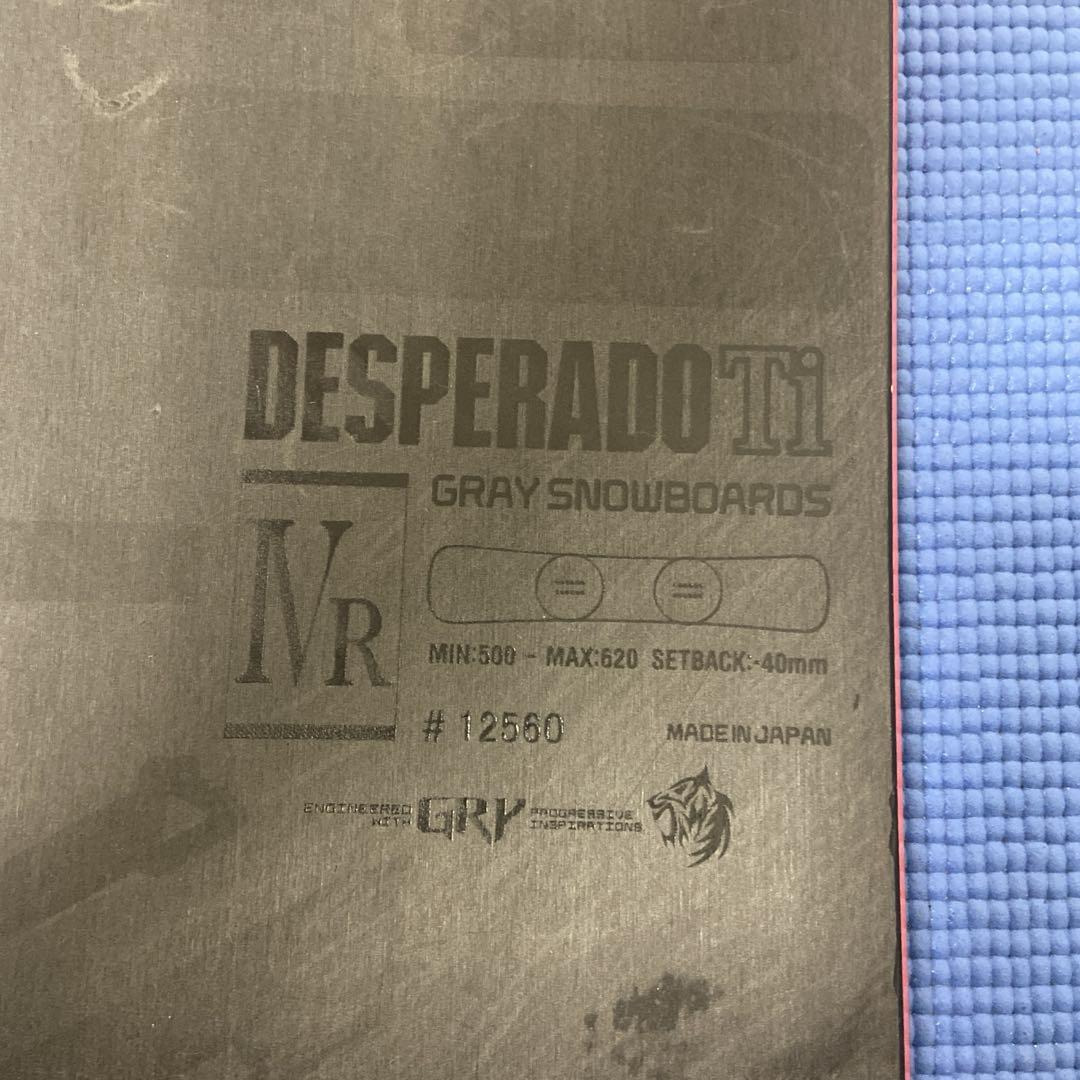 DESPERADO Ti
GRAY SNOWBOARDS
IVR
MIN:500 - MAX:620 SETBACK:-40mm
# 12560
MADE IN JAPAN
ENGINEERED WITH GRY PROGRESSIVE INSPIRATIONS